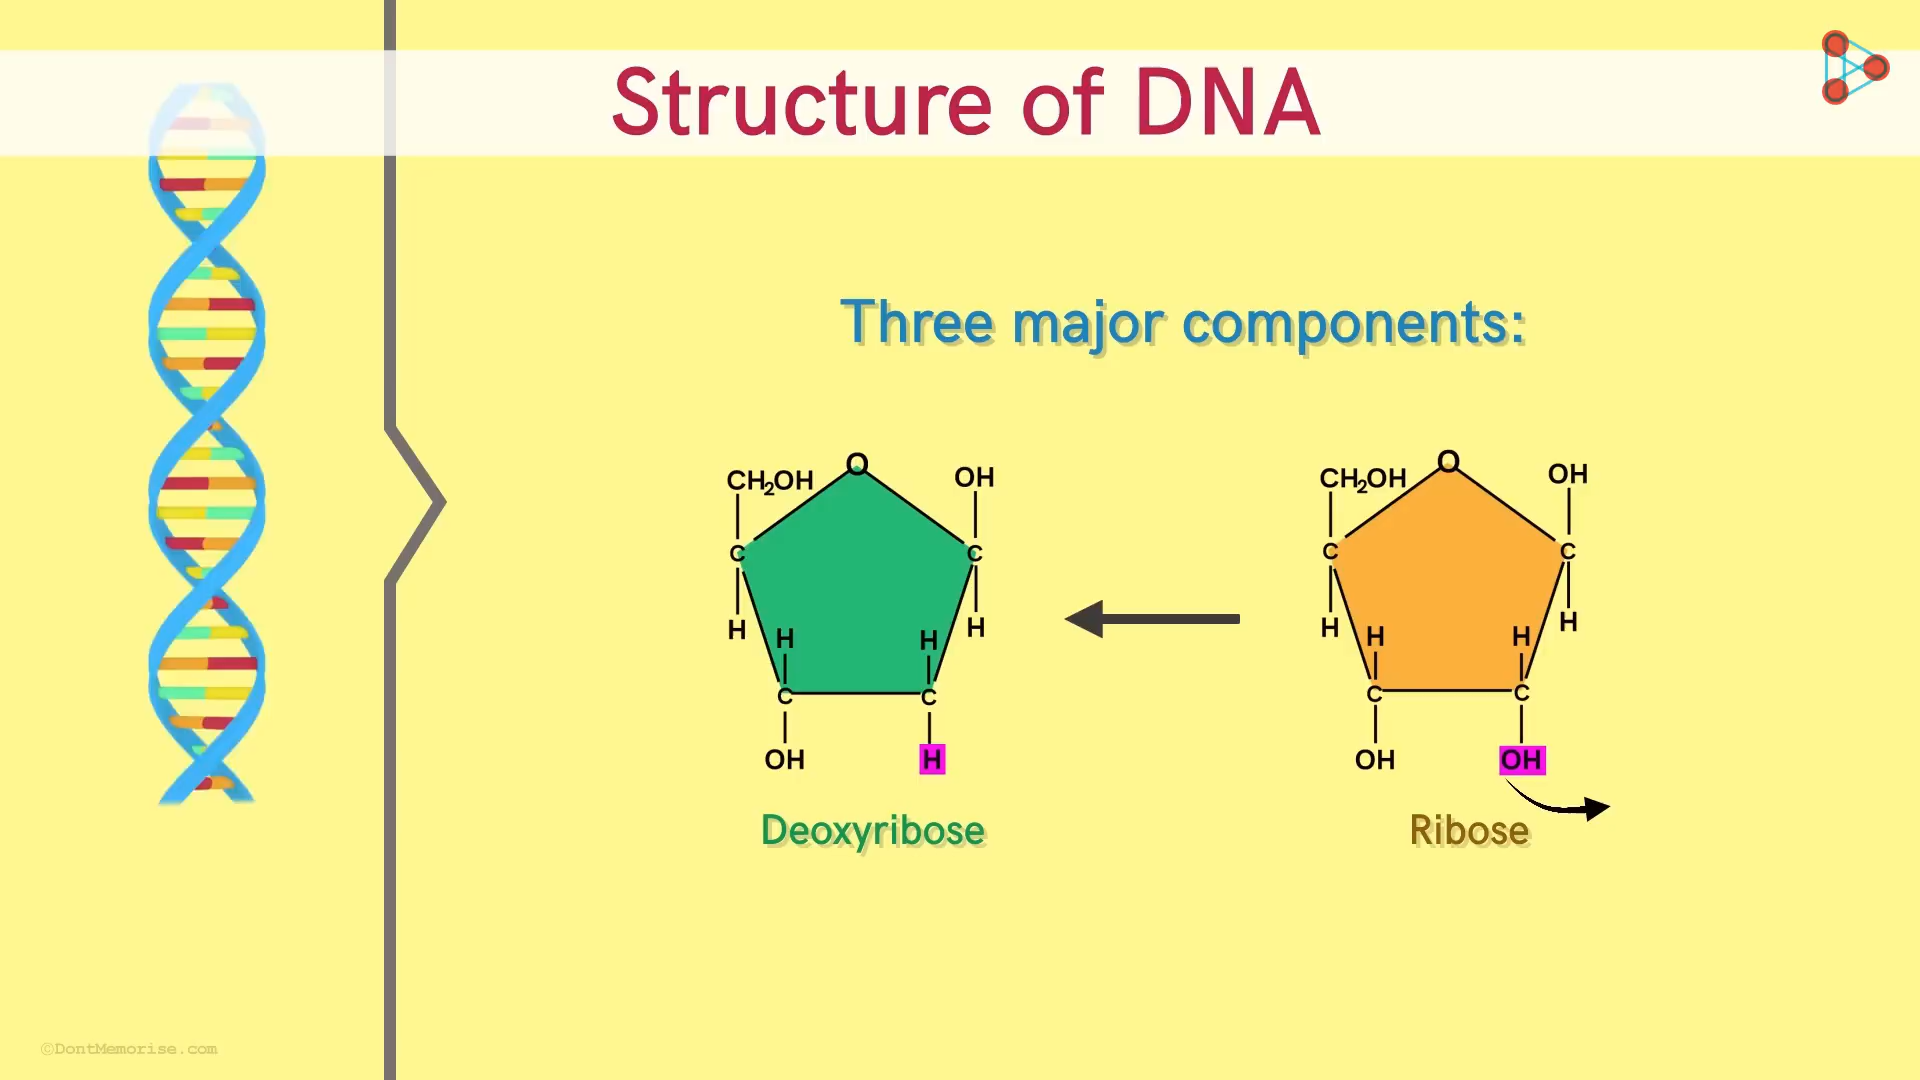 Structure of DNA
Three major components:
CH2OH O OH
C C
H H H H
C C
OH H
Deoxyribose
CH2OH O OH
C C
H H H H
C C
OH OH
Ribose
©DontMemorise.com